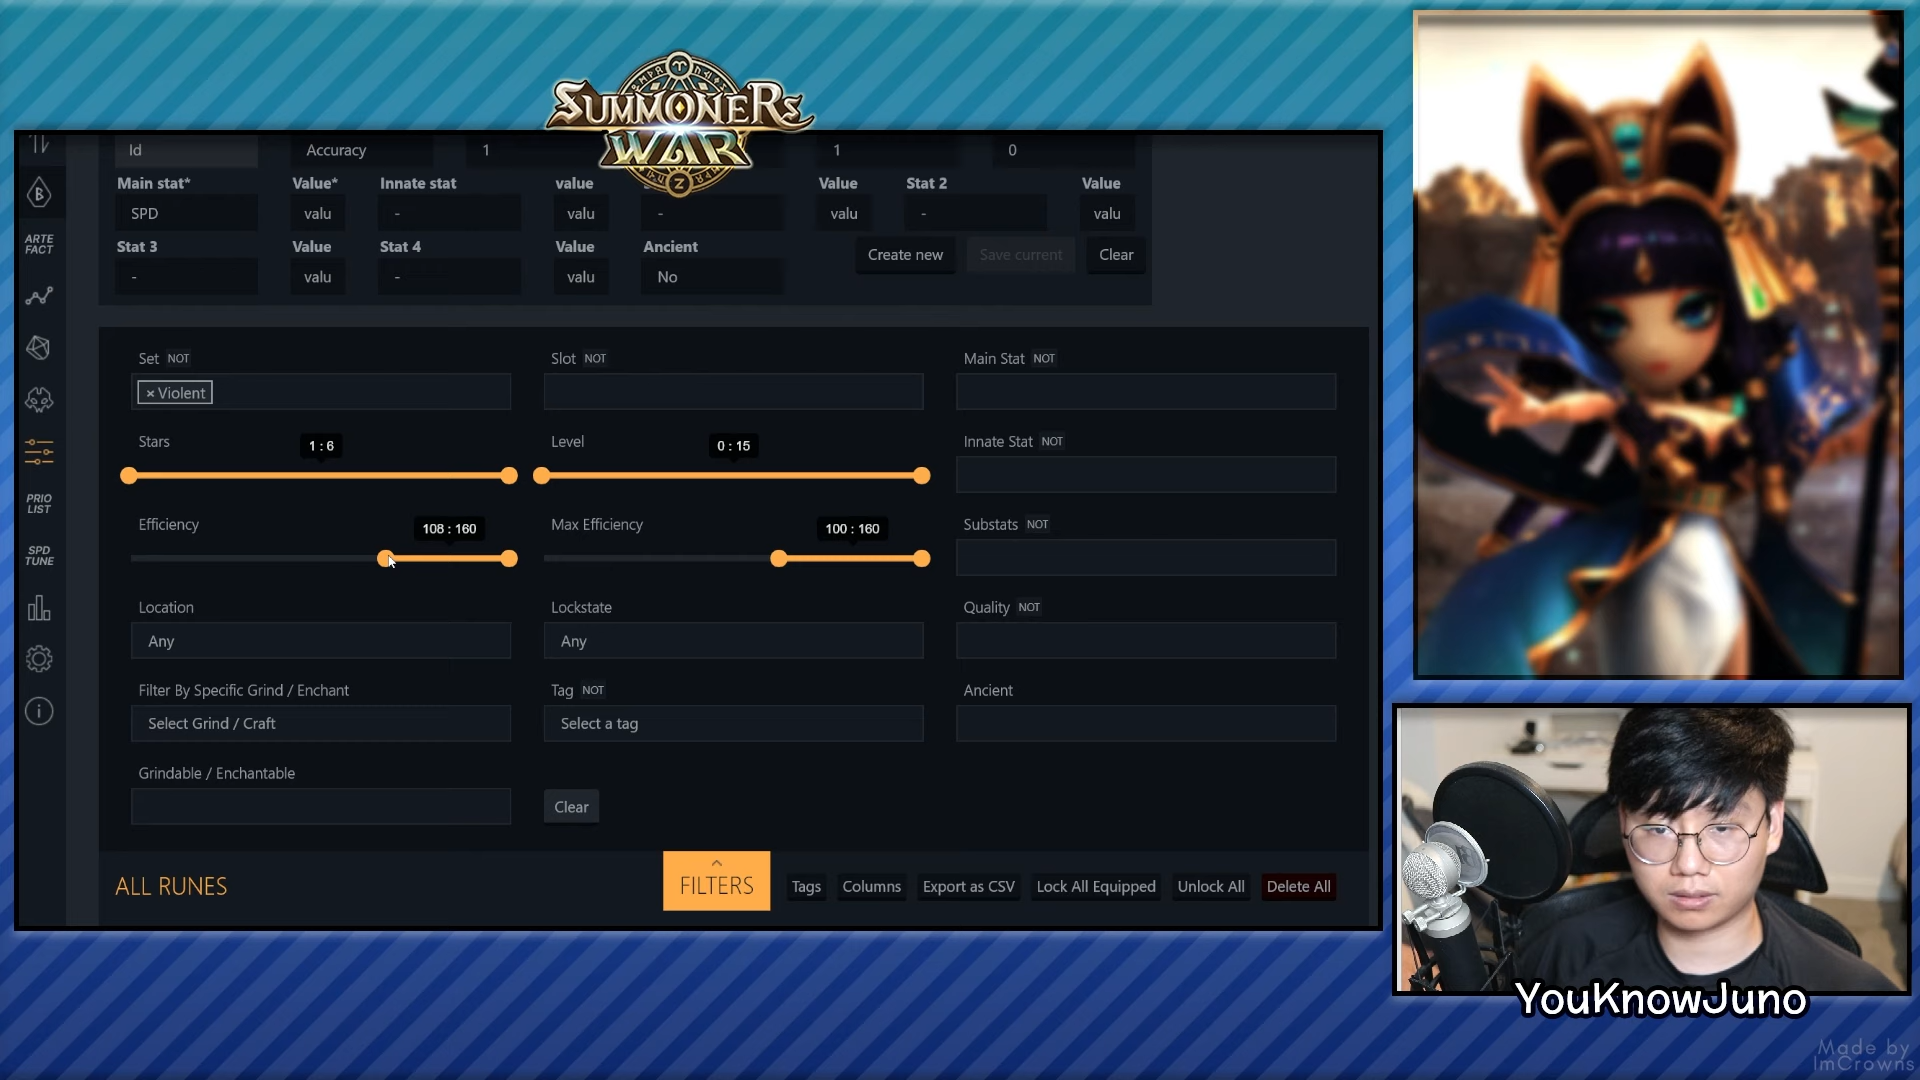 SUMMONERS
WAR
Id
Accuracy
1
1
0
Main stat*
Value*
Innate stat
value
Value
Stat 2
Value
SPD
valu
-
valu
-
valu
-
valu
Stat 3
Value
Stat 4
Value
Ancient
-
valu
-
valu
No
Create new
Save current
Clear
ARTE
FACT
PRIO
LIST
SPD
TUNE
Set NOT
Slot NOT
Main Stat NOT
× Violent
Stars
1 : 6
Level
0 : 15
Innate Stat NOT
Efficiency
108 : 160
Max Efficiency
100 : 160
Substats NOT
Location
Lockstate
Quality NOT
Any
Any
Filter By Specific Grind / Enchant
Tag NOT
Ancient
Select Grind / Craft
Select a tag
Grindable / Enchantable
Clear
ALL RUNES
FILTERS
Tags
Columns
Export as CSV
Lock All Equipped
Unlock All
Delete All
YouKnowJuno
Made by
ImCrowns